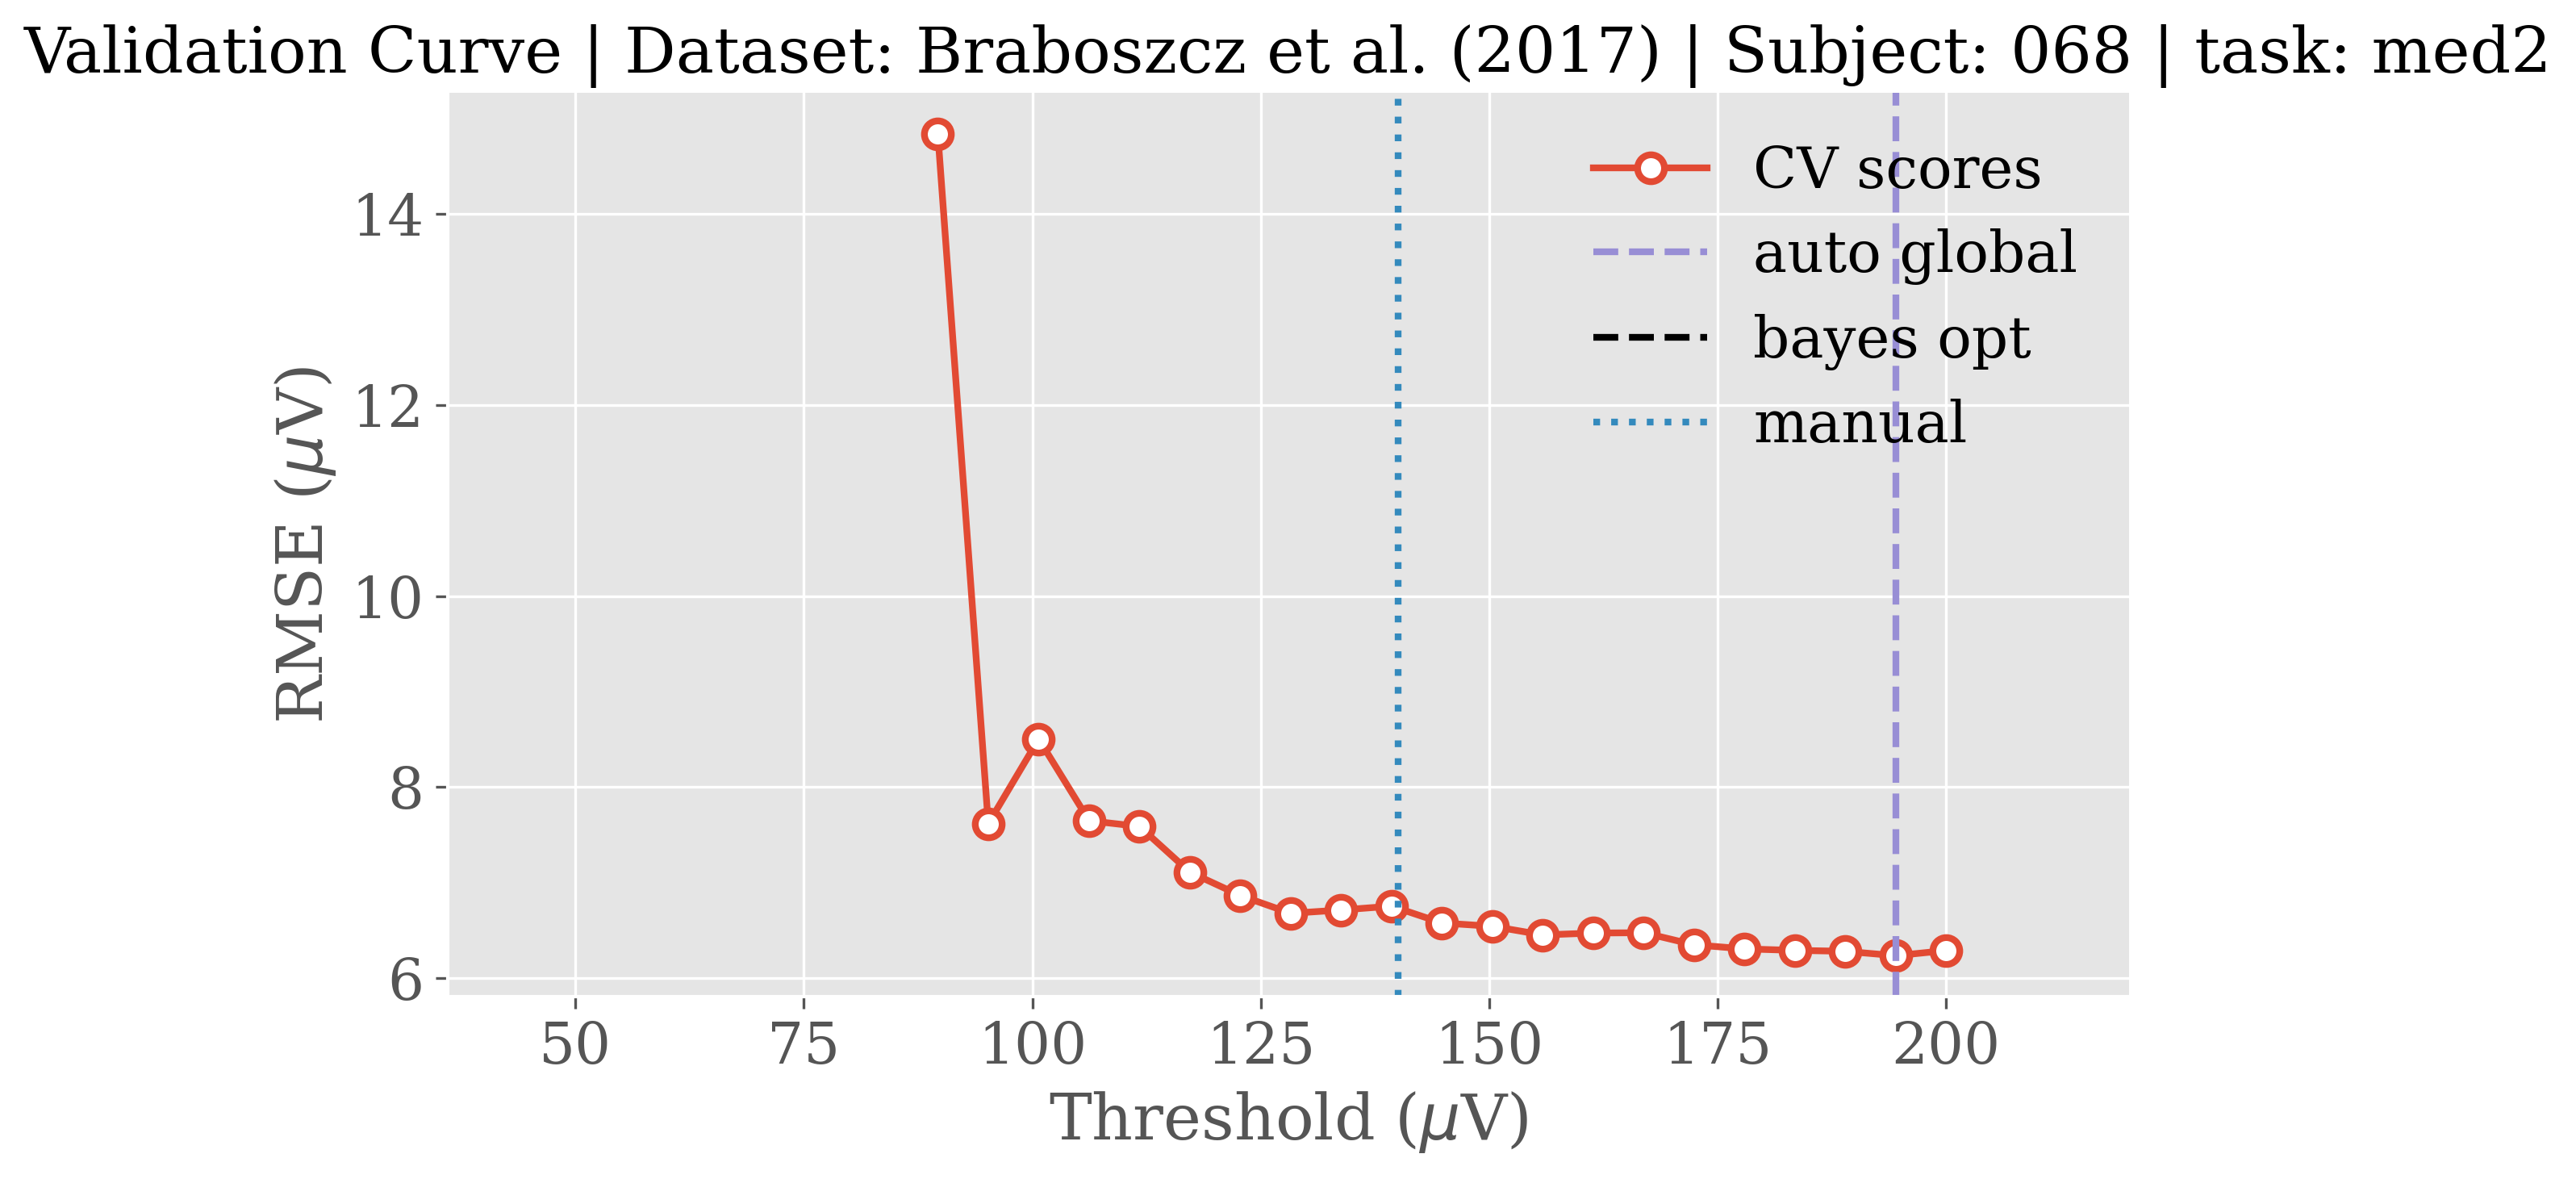 Validation Curve | Dataset: Braboszcz et al. (2017) | Subject: 068 | task: med2
CV scores
auto global
bayes opt
manual
14
12
10
8
6
RMSE (μV)
50 75 100 125 150 175 200
Threshold (μV)